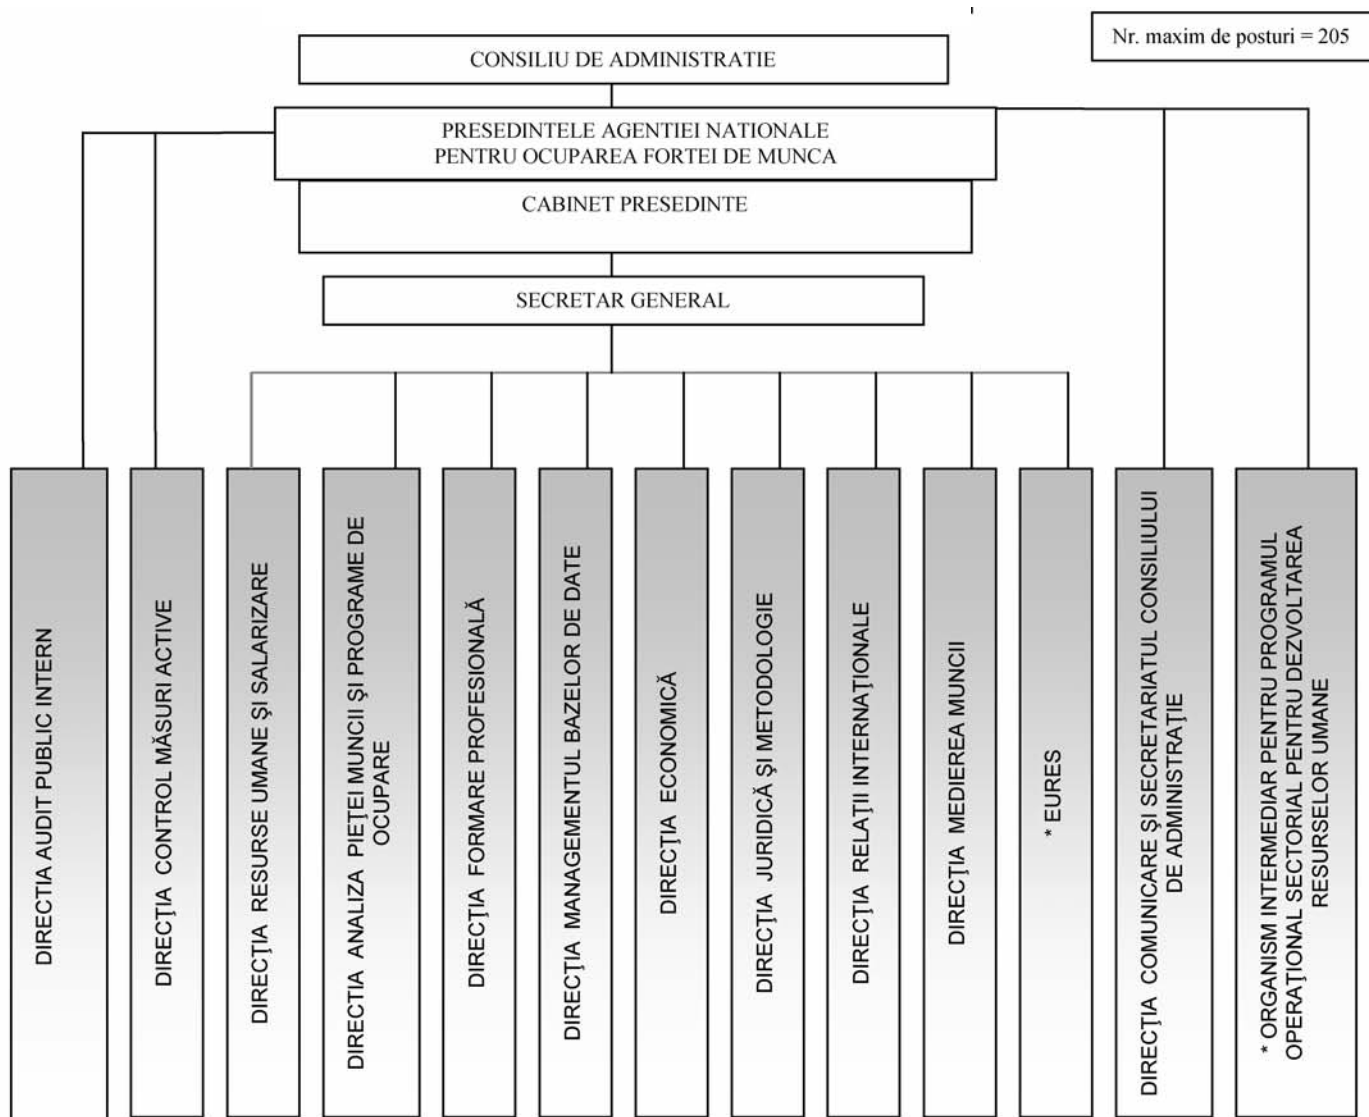 Nr. maxim de posturi = 205
CONSILIU DE ADMINISTRATIE
PRESEDINTELE AGENTIEI NATIONALE
PENTRU OCUPAREA FORTEI DE MUNCA
CABINET PRESEDINTE
SECRETAR GENERAL
DIRECTIA AUDIT PUBLIC INTERN
DIRECŢIA CONTROL MĂSURI ACTIVE
DIRECŢIA RESURSE UMANE ŞI SALARIZARE
DIRECTIA ANALIZA PIEŢEI MUNCII ŞI PROGRAME DE
OCUPARE
DIRECŢIA FORMARE PROFESIONALĂ
DIRECŢIA MANAGEMENTUL BAZELOR DE DATE
DIRECŢIA ECONOMICĂ
DIRECŢIA JURIDICĂ ŞI METODOLOGIE
DIRECŢIA RELAŢII INTERNAŢIONALE
DIRECŢIA MEDIEREA MUNCII
* EURES
DIRECŢIA COMUNICARE ŞI SECRETARIATUL CONSILIULUI
DE ADMINISTRAŢIE
* ORGANISM INTERMEDIAR PENTRU PROGRAMUL
OPERAŢIONAL SECTORIAL PENTRU DEZVOLTAREA
RESURSELOR UMANE